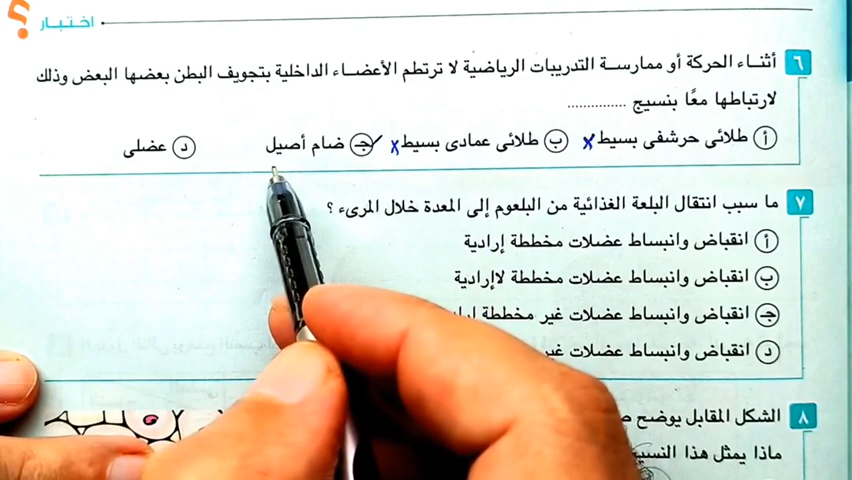 اختبار
؟
٦ أثناء الحركة أو ممارسة التدريبات الرياضية لا ترتطم الأعضاء الداخلية بتجويف البطن بعضها البعض وذلك
لارتباطها معًا بنسيج ...............
أ طلائى حرشفى بسيط ب طلائى عمادى بسيط جـ ضام أصيل د عضلى
٧ ما سبب انتقال البلعة الغذائية من البلعوم إلى المعدة خلال المرىء ؟
أ انقباض وانبساط عضلات مخططة إرادية
ب انقباض وانبساط عضلات مخططة لاإرادية
جـ انقباض وانبساط عضلات غير مخططة
د انقباض وانبساط عضلات غير
٨ الشكل المقابل يوضح
ماذا يمثل هذا النسيج